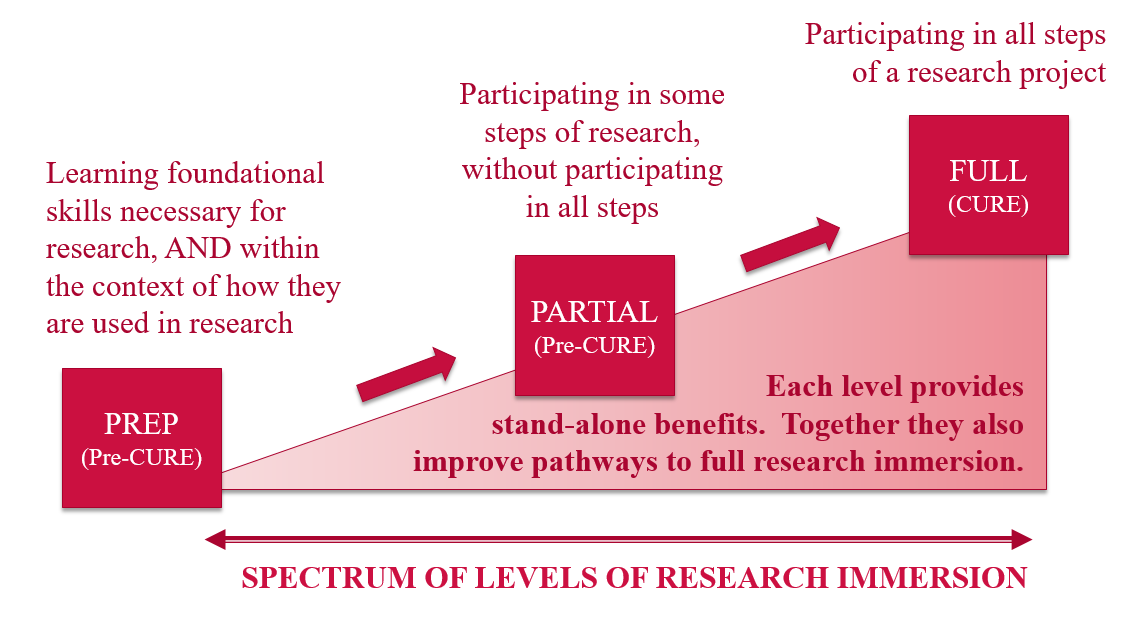 Participating in all steps
of a research project
FULL
(CURE)
Participating in some
steps of research,
without participating
in all steps
PARTIAL
(Pre-CURE)
Learning foundational
skills necessary for
research, AND within
the context of how they
are used in research
PREP
(Pre-CURE)
Each level provides
stand-alone benefits.  Together they also
improve pathways to full research immersion.
SPECTRUM OF LEVELS OF RESEARCH IMMERSION